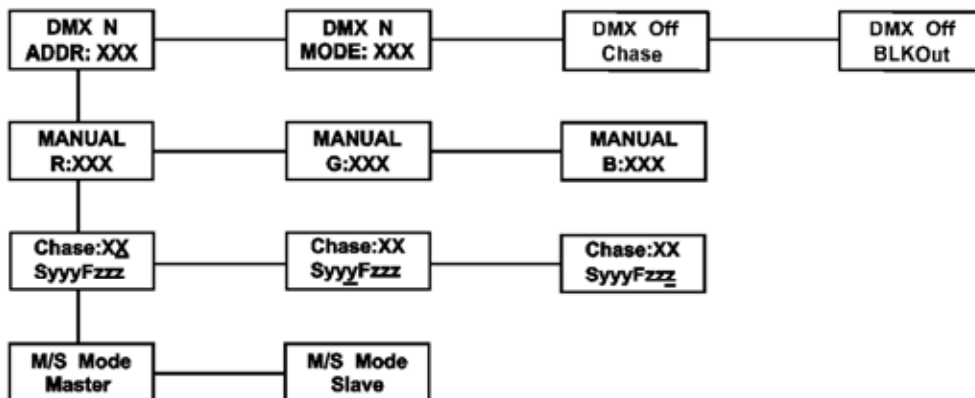 DMX N
ADDR: XXX
DMX N
MODE: XXX
DMX Off
Chase
DMX Off
BLKOut
MANUAL
R:XXX
MANUAL
G:XXX
MANUAL
B:XXX
Chase:XX
SyyyFzzz
Chase:XX
SyyyFzzz
Chase:XX
SyyyFzzz
M/S Mode
Master
M/S Mode
Slave